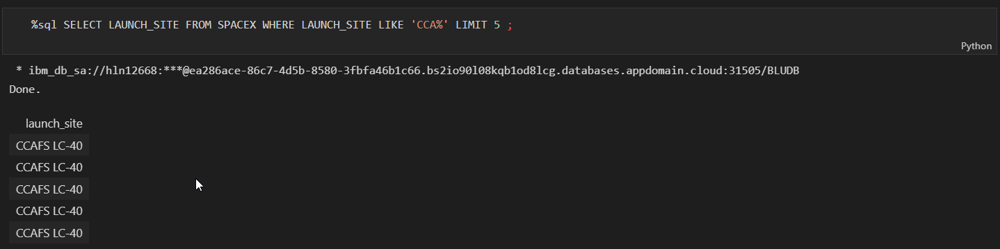 %sql SELECT LAUNCH_SITE FROM SPACEX WHERE LAUNCH_SITE LIKE 'CCA%' LIMIT 5 ;
Python
* ibm_db_sa://hln12668:***@ea286ace-86c7-4d5b-8580-3fbfa46b1c66.bs2io90l08kqb1od8lcg.databases.appdomain.cloud:31505/BLUDB
Done.
launch_site
CCAFS LC-40
CCAFS LC-40
CCAFS LC-40
CCAFS LC-40
CCAFS LC-40